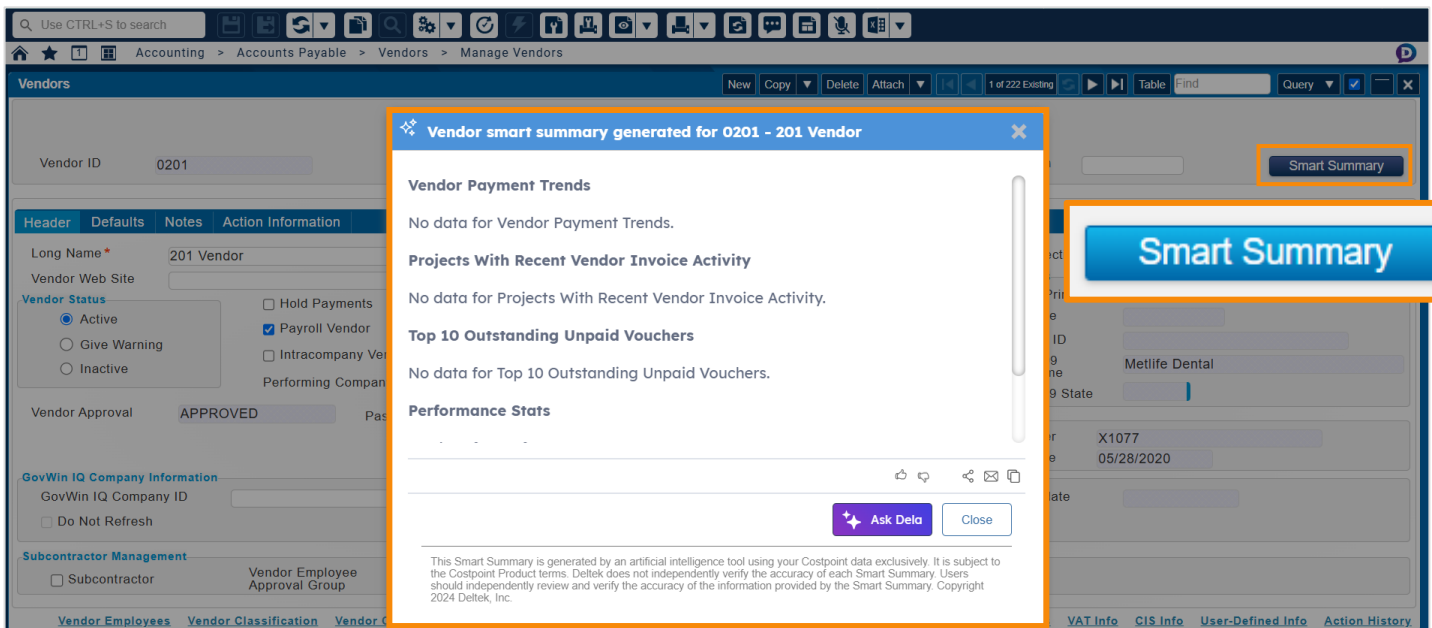 Use CTRL+S to search
Accounting > Accounts Payable > Vendors > Manage Vendors
Vendors
New Copy Delete Attach 1 of 222 Existing Table Find Query
Vendor ID 0201
Smart Summary
Header Defaults Notes Action Information
Long Name * 201 Vendor
Vendor Web Site
Vendor Status
Active
Give Warning
Inactive
Hold Payments
Payroll Vendor
Intracompany Ve
Performing Compan
Vendor Approval APPROVED Pas
GovWin IQ Company Information
GovWin IQ Company ID
Do Not Refresh
Subcontractor Management
Subcontractor
Vendor Employee
Approval Group
Vendor smart summary generated for 0201 - 201 Vendor
Vendor Payment Trends
No data for Vendor Payment Trends.
Projects With Recent Vendor Invoice Activity
No data for Projects With Recent Vendor Invoice Activity.
Top 10 Outstanding Unpaid Vouchers
No data for Top 10 Outstanding Unpaid Vouchers.
Performance Stats
Ask Dela
Close
This Smart Summary is generated by an artificial intelligence tool using your Costpoint data exclusively. It is subject to
the Costpoint Product terms. Deltek does not independently verify the accuracy of each Smart Summary. Users
should independently review and verify the accuracy of the information provided by the Smart Summary. Copyright
2024 Deltek, Inc.
Smart Summary
ID
Metlife Dental
9 State
X1077
05/28/2020
Vendor Employees Vendor Classification Vendor C
VAT Info CIS Info User-Defined Info Action History